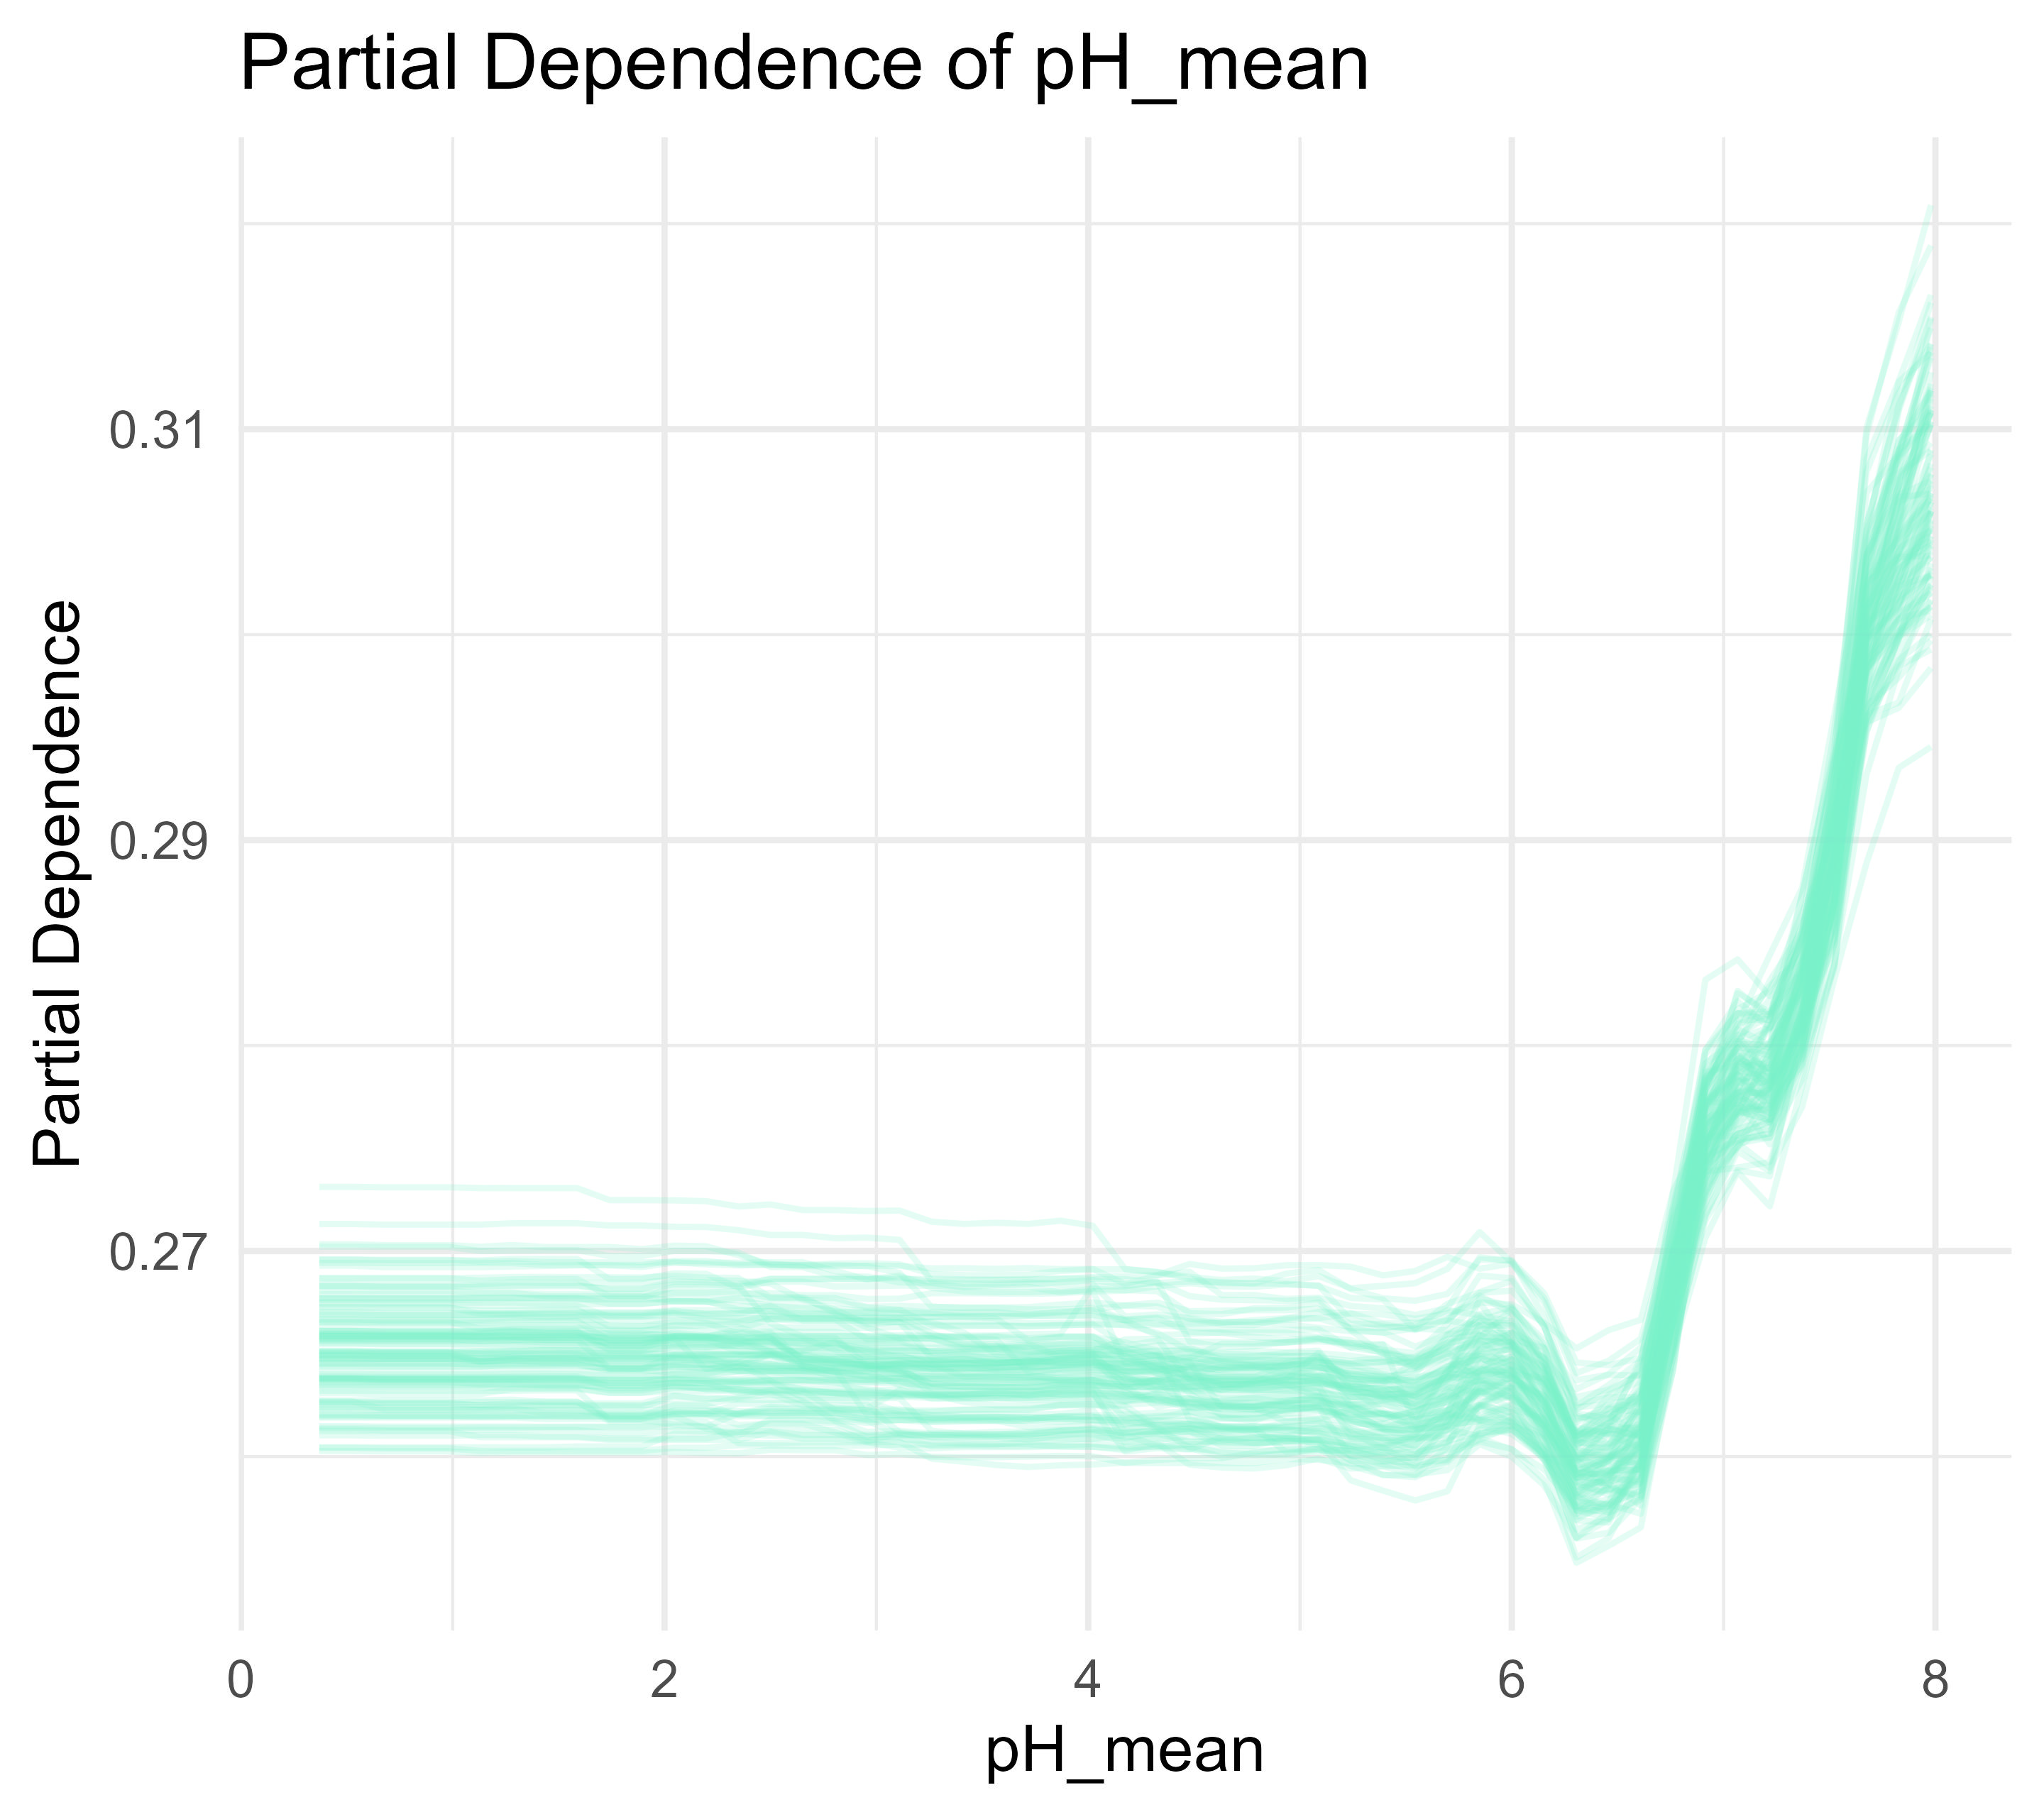 Partial Dependence of pH_mean
Partial Dependence
0.31
0.29
0.27
0
2
4
6
8
pH_mean